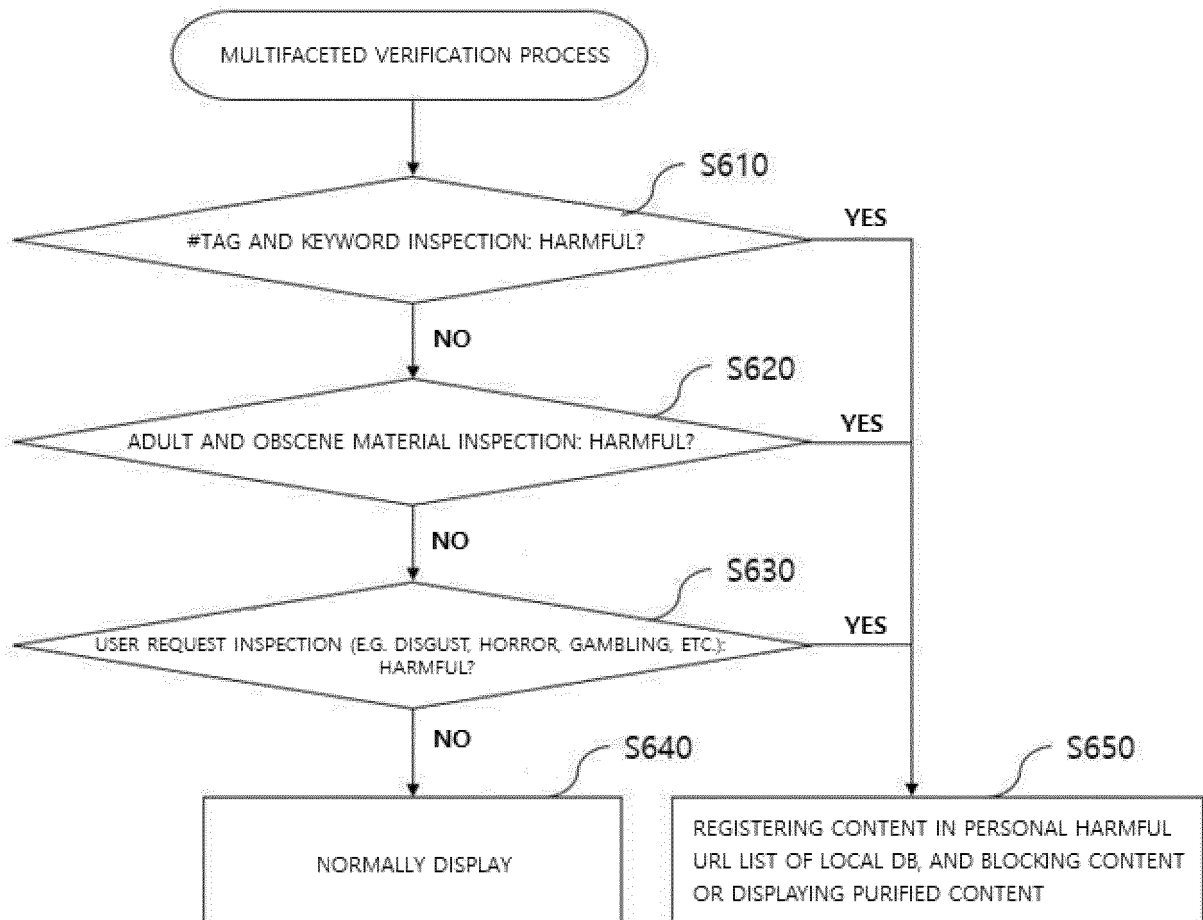 MULTIFACETED VERIFICATION PROCESS
S610
YES
#TAG AND KEYWORD INSPECTION: HARMFUL?
NO
S620
YES
ADULT AND OBSCENE MATERIAL INSPECTION: HARMFUL?
NO
S630
YES
USER REQUEST INSPECTION (E.G. DISGUST, HORROR, GAMBLING, ETC.):
HARMFUL?
NO
S640
S650
NORMALLY DISPLAY
REGISTERING CONTENT IN PERSONAL HARMFUL
URL LIST OF LOCAL DB, AND BLOCKING CONTENT
OR DISPLAYING PURIFIED CONTENT